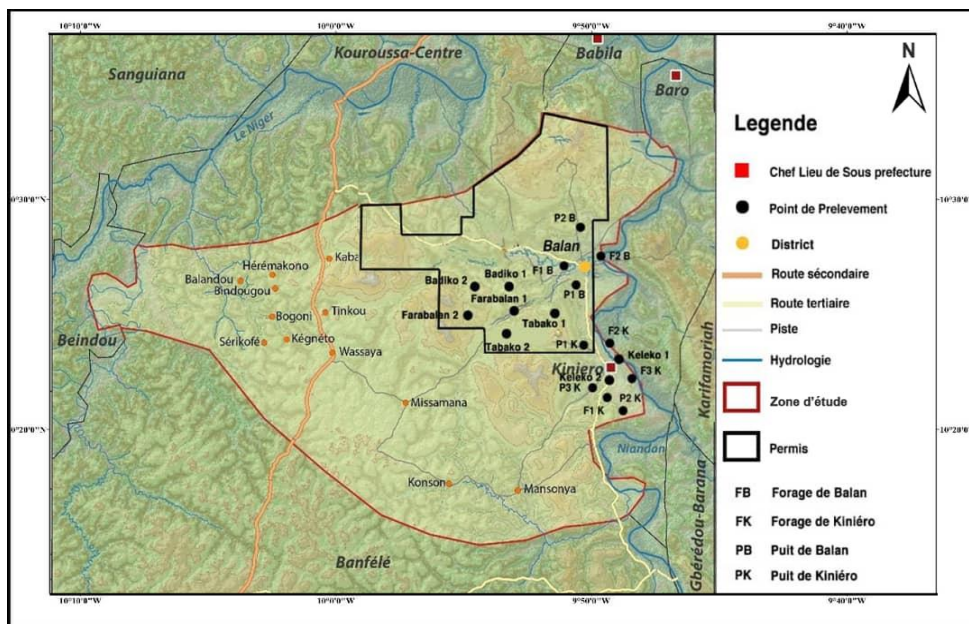 10°10'0"W 10°0'0"W 9°50'0"W 9°40'0"W
Sanguiana
Kouroussa-Centre
Babila
Baro
Le Niger
N
10°30'0"N
10°30'0"N
P2 B
Balan
F2 B
F1 B
P1 B
Kaba
Hérémakono
Balandou
Bindougou
Badiko 1
Badiko 2
Farabalan 1
Farabalan 2
Tabako 1
Tabako 2
Bogoni
Tinkou
Sérikofé
Kégnéto
Wassaya
Beindou
P1 K
F2 K
Keleko 1
Kiniero
F3 K
Keleko 2
P3 K
P2 K
F1 K
Missamana
Karifamoriah
10°20'0"N
10°20'0"N
Niandan
Konson
Mansonya
Gbérédou-Barana
Banfélé
Legende
Chef Lieu de Sous prefecture
Point de Prelevement
District
Route sécondaire
Route tertiaire
Piste
Hydrologie
Zone d'étude
Permis
FB Forage de Balan
FK Forage de Kiniéro
PB Puit de Balan
PK Puit de Kiniéro
10°10'0"W 10°0'0"W 9°50'0"W 9°40'0"W